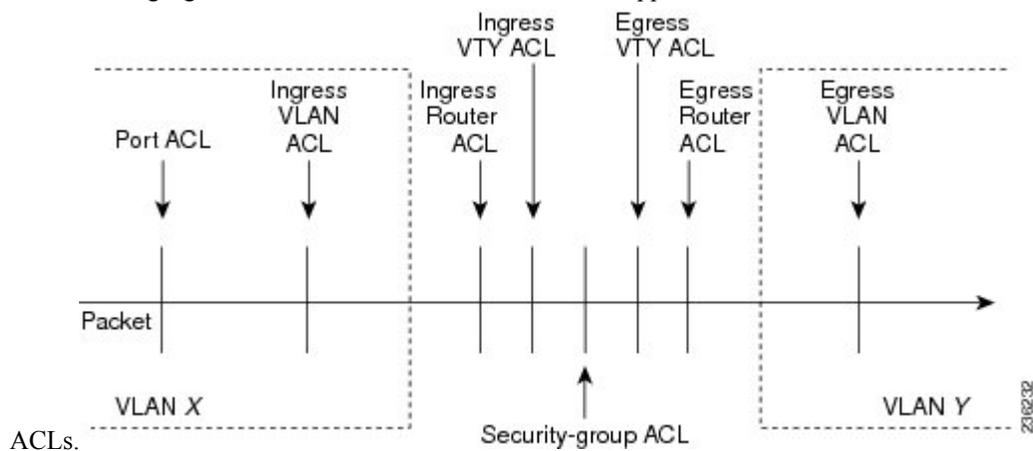 Ingress
VTY ACL
Egress
VTY ACL
Port ACL
Ingress
VLAN
ACL
Ingress
Router
ACL
Egress
Router
ACL
Egress
VLAN
ACL
Packet
VLAN X
VLAN Y
Security-group ACL
236232
ACLs.